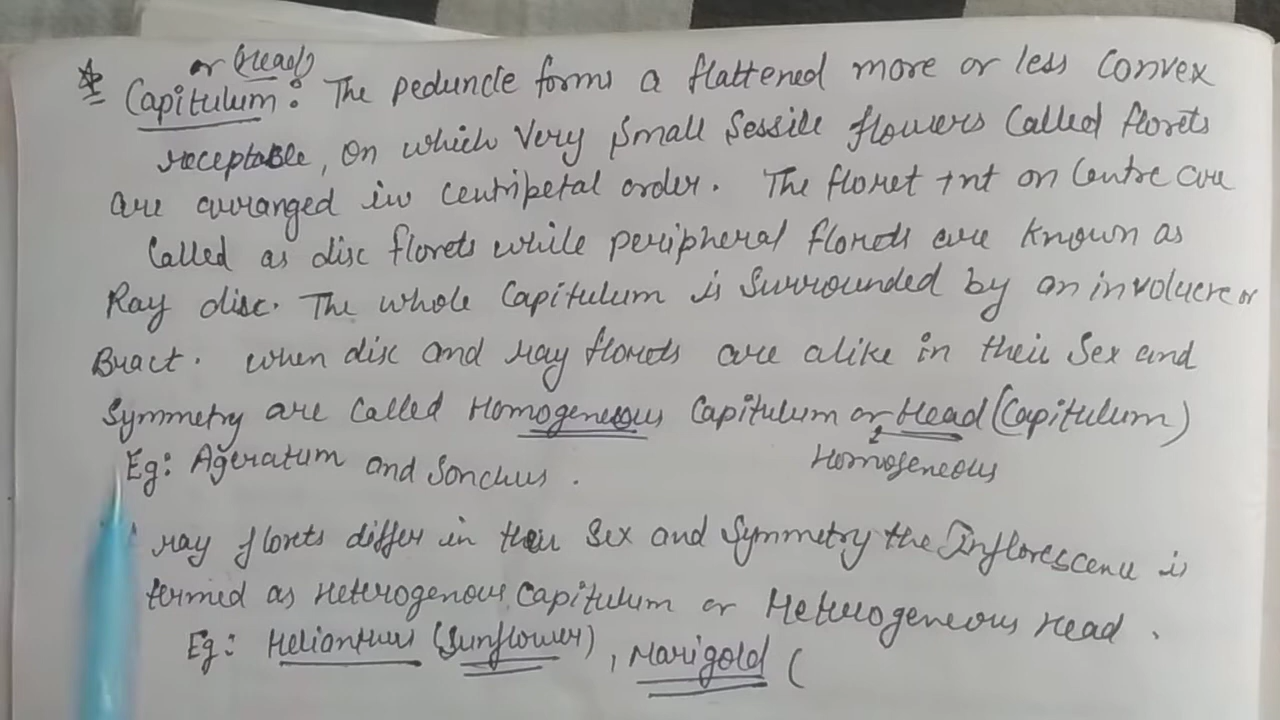 or (Head)
* Capitulum: The peduncle forms a flattened more or less Convex
receptable, On which Very Small Sessile flowers Called florets
are arranged in centripetal order. The floret +nt on Centre are
Called as disc florets while peripheral florets are known as
Ray disc. The whole Capitulum is Surrounded by an involucre or
Bract. when disc and ray florets are alike in their Sex and
Symmetry are Called Homogeneous Capitulum or Head (Capitulum)
Homogeneous
Eg: Ageratum and Sonchus.
ray florets differ in their Sex and Symmetry the Inflorescence is
termed as Heterogenous Capitulum or Heterogeneous Head.
Eg: Helianthus (Sunflower), Marigold (